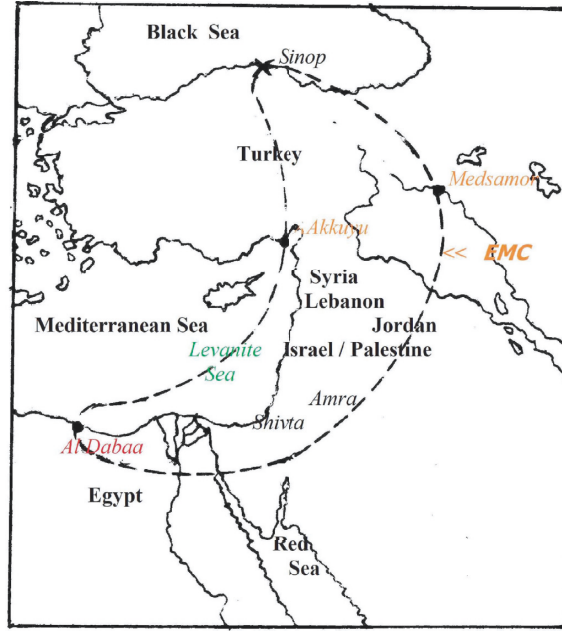 Black Sea
Sinop
Turkey
Medsamor
Akkuyu
<< EMC
Syria
Lebanon
Mediterranean Sea
Jordan
Levanite
Sea
Israel / Palestine
Amra
Shivta
Al Dabaa
Egypt
Red
Sea